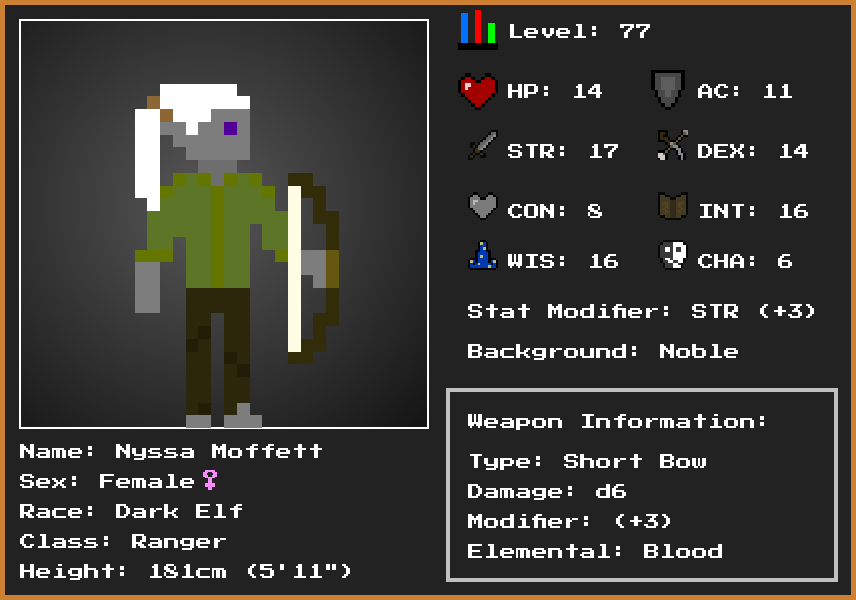 Level: 77
HP: 14
AC: 11
STR: 17
DEX: 14
CON: 8
INT: 16
WIS: 16
CHA: 6
Stat Modifier: STR (+3)
Background: Noble
Name: Nyssa Moffett
Sex: Female♀
Race: Dark Elf
Class: Ranger
Height: 181cm (5'11")
Weapon Information:
Type: Short Bow
Damage: d6
Modifier: (+3)
Elemental: Blood